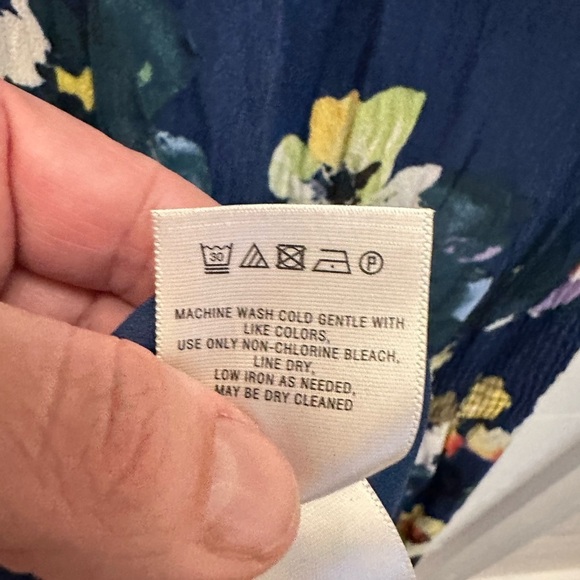 30 P
MACHINE WASH COLD GENTLE WITH
LIKE COLORS,
USE ONLY NON-CHLORINE BLEACH,
LINE DRY,
LOW IRON AS NEEDED,
MAY BE DRY CLEANED